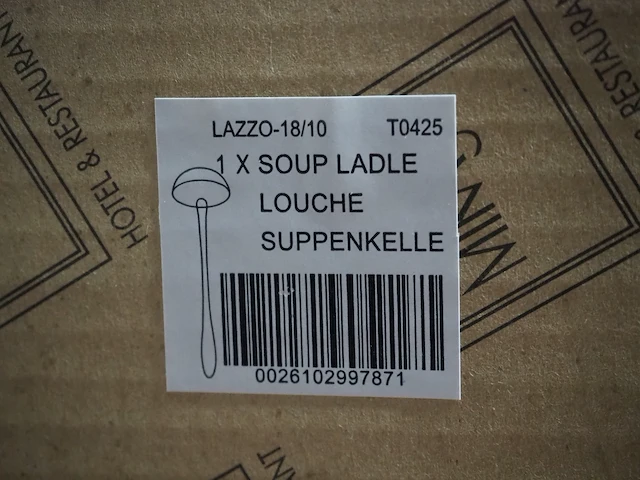 HOTEL & RESTAURANT
RESTAURAN
LAZZO-18/10 T0425
1 X SOUP LADLE
LOUCHE
SUPPENKELLE
0026102997871